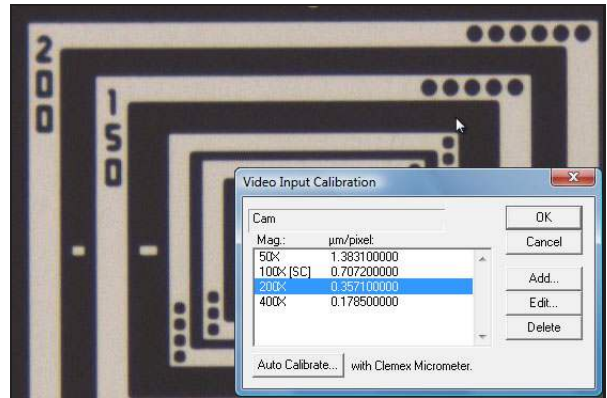 200
150
Video Input Calibration
Cam
Mag.: µm/pixel:
50X 1.383100000
100X [SC] 0.707200000
200X 0.357100000
400X 0.178500000
OK
Cancel
Add...
Edit...
Delete
Auto Calibrate... with Clemex Micrometer.